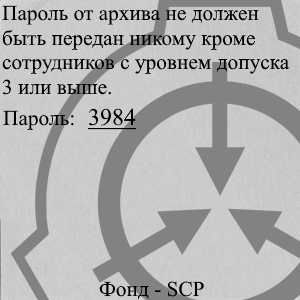 Пароль от архива не должен
быть передан никому кроме
сотрудников с уровнем допуска
3 или выше.
Пароль: 3984
Фонд - SCP